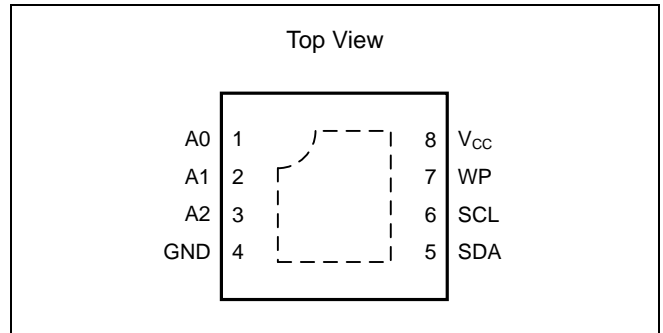 Top View
A0 1 8 VCC
A1 2 7 WP
A2 3 6 SCL
GND 4 5 SDA